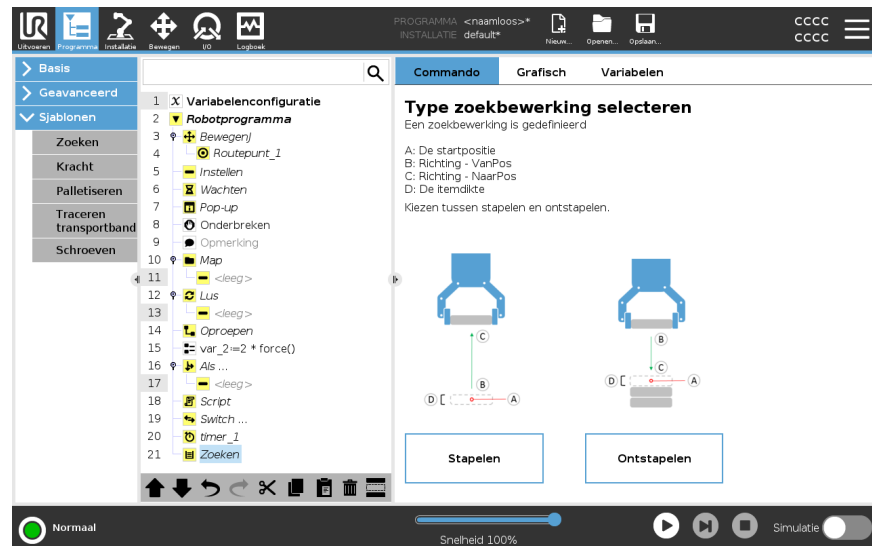 UR
PROGRAMMA <naamloos>*
INSTALLATIE default*
Uitvoeren Programma Installatie Bewegen I/O Logboek
Nieuw... Openen... Opslaan...
CCCC
CCCC
Basis
Geavanceerd
Sjablonen
Zoeken
Kracht
Palletiseren
Traceren
transportband
Schroeven
1 X Variabelenconfiguratie
2 Robotprogramma
3 BewegenJ
4 Routepunt_1
5 Instellen
6 Wachten
7 Pop-up
8 Onderbreken
9 Opmerking
10 Map
11 <leeg>
12 Lus
13 <leeg>
14 Oproepen
15 var_2:=2 * force()
16 Als ...
17 <leeg>
18 Script
19 Switch ...
20 timer_1
21 Zoeken
Commando Grafisch Variabelen
Type zoekbewerking selecteren
Een zoekbewerking is gedefinieerd
A: De startpositie
B: Richting - VanPos
C: Richting - NaarPos
D: De itemdikte
Kiezen tussen stapelen en ontstapelen.
C
B
D
A
B
C
D
A
Stapelen
Ontstapelen
Normaal
Snelheid 100%
Simulatie